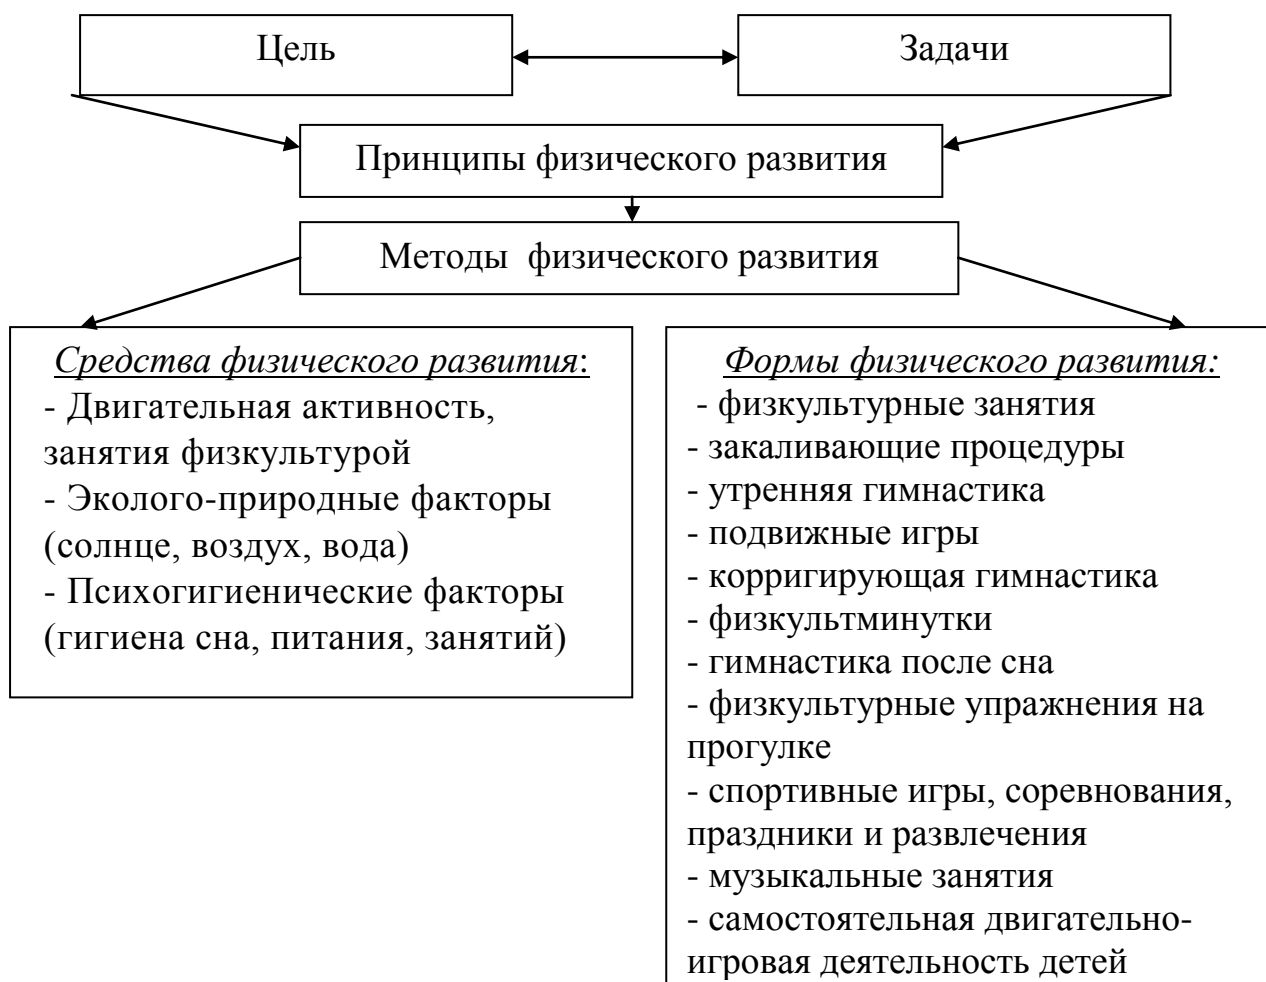 Цель
Задачи
Принципы физического развития
Методы физического развития
Средства физического развития:
- Двигательная активность,
занятия физкультурой
- Эколого-природные факторы
(солнце, воздух, вода)
- Психогигиенические факторы
(гигиена сна, питания, занятий)
Формы физического развития:
- физкультурные занятия
- закаливающие процедуры
- утренняя гимнастика
- подвижные игры
- корригирующая гимнастика
- физкультминутки
- гимнастика после сна
- физкультурные упражнения на
прогулке
- спортивные игры, соревнования,
праздники и развлечения
- музыкальные занятия
- самостоятельная двигательно-
игровая деятельность детей